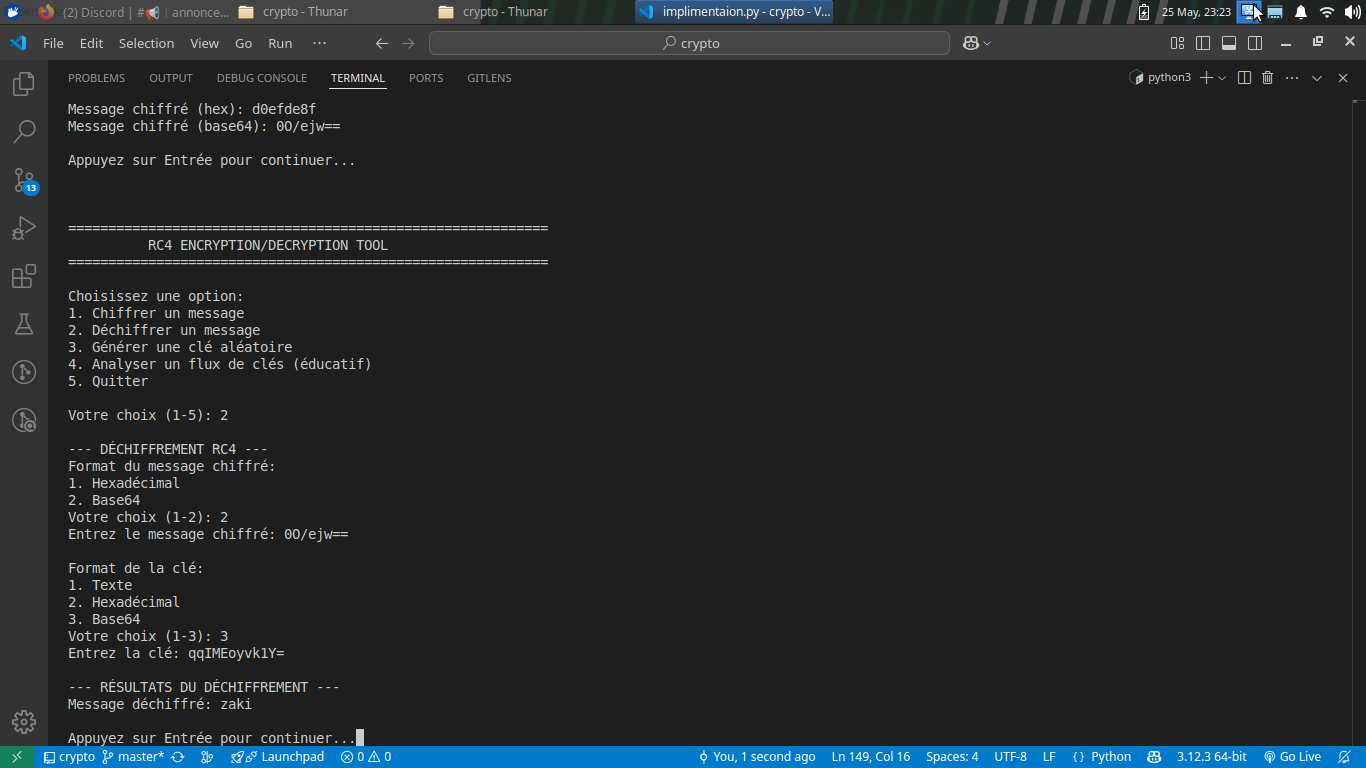 (2) Discord | #📢 | annonce...
crypto - Thunar
crypto - Thunar
implimentaion.py - crypto - V...
25 May, 23:23
File Edit Selection View Go Run ···
crypto
PROBLEMS OUTPUT DEBUG CONSOLE TERMINAL PORTS GITLENS
python3
13
Message chiffré (hex): d0efde8f
Message chiffré (base64): 0O/ejw==
Appuyez sur Entrée pour continuer...
============================================================
RC4 ENCRYPTION/DECRYPTION TOOL
============================================================
Choisissez une option:
1. Chiffrer un message
2. Déchiffrer un message
3. Générer une clé aléatoire
4. Analyser un flux de clés (éducatif)
5. Quitter
Votre choix (1-5): 2
--- DÉCHIFFREMENT RC4 ---
Format du message chiffré:
1. Hexadécimal
2. Base64
Votre choix (1-2): 2
Entrez le message chiffré: 0O/ejw==
Format de la clé:
1. Texte
2. Hexadécimal
3. Base64
Votre choix (1-3): 3
Entrez la clé: qqIMEoyvk1Y=
--- RÉSULTATS DU DÉCHIFFREMENT ---
Message déchiffré: zaki
Appuyez sur Entrée pour continuer...
crypto master* Launchpad 0 0 You, 1 second ago Ln 149, Col 16 Spaces: 4 UTF-8 LF { } Python 3.12.3 64-bit Go Live